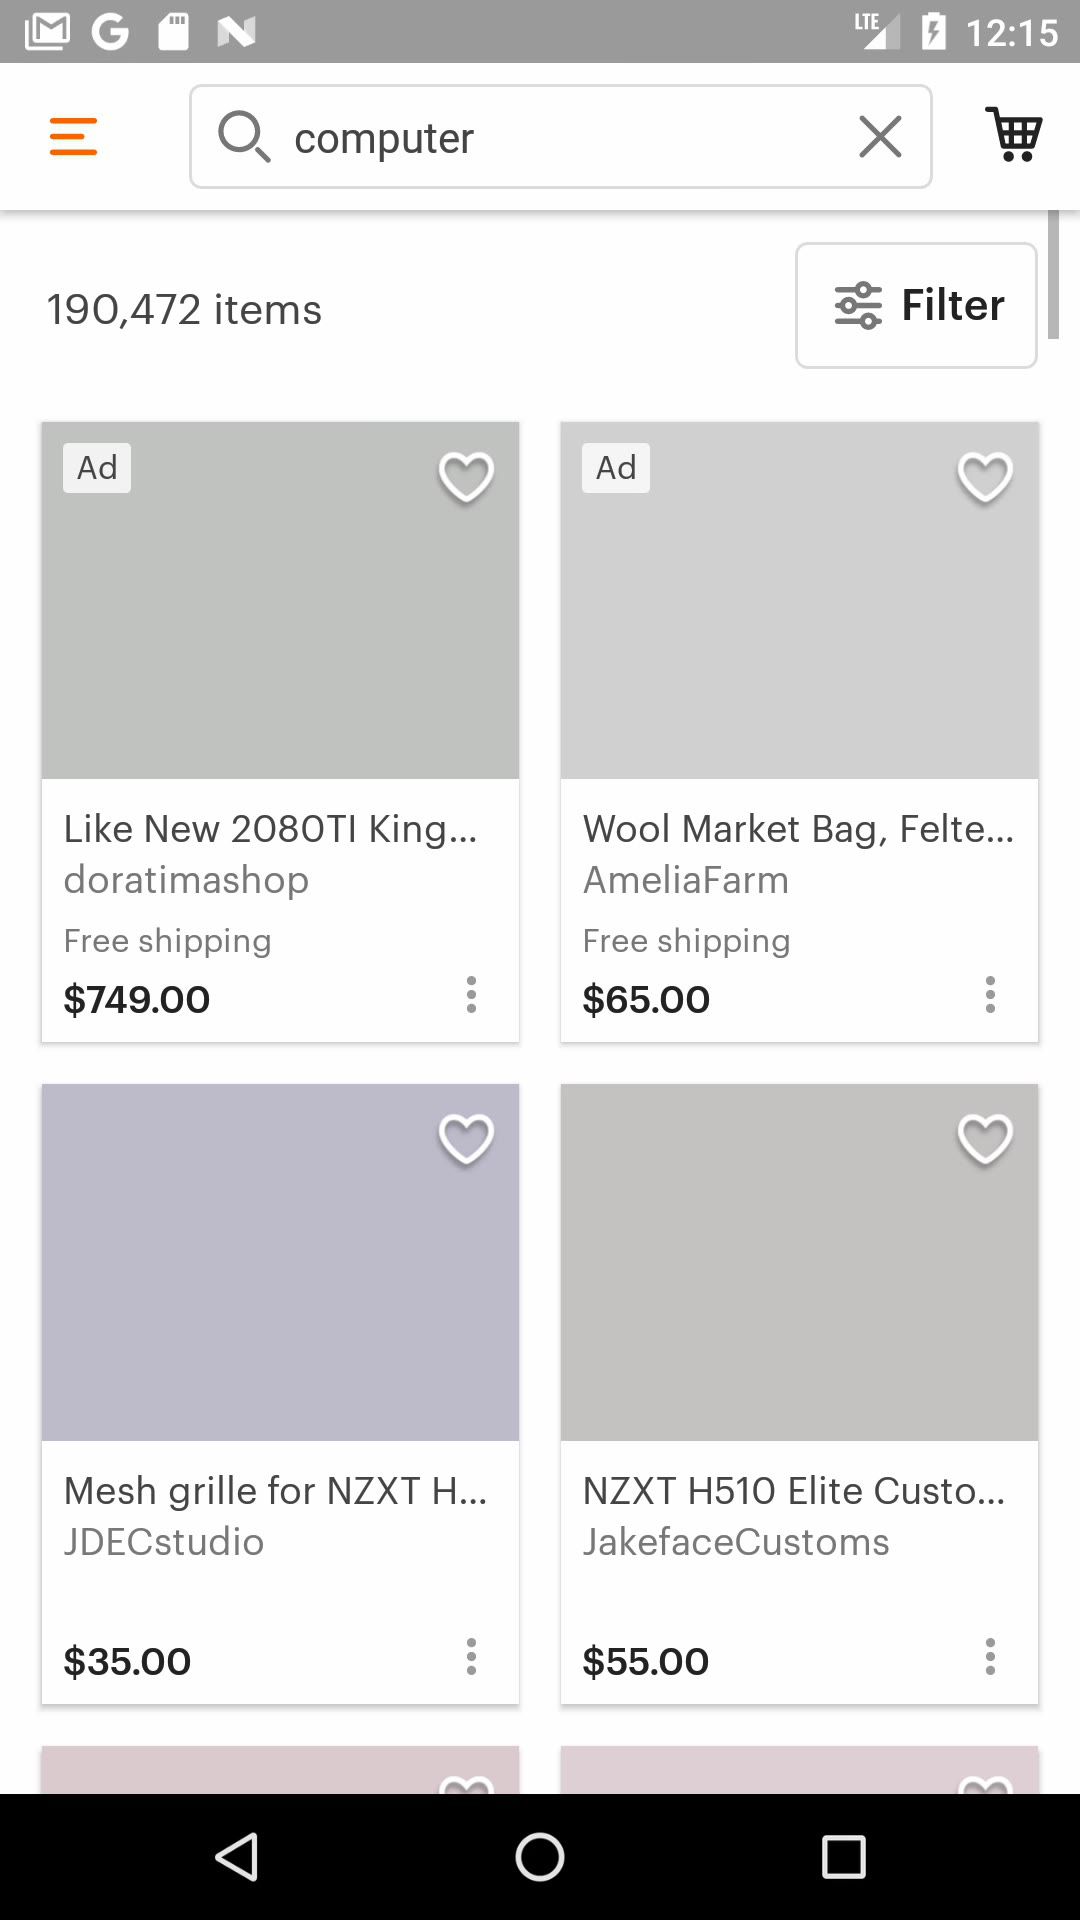 LTE 12:15
computer
190,472 items
Filter
Ad
Ad
Like New 2080TI King...
doratimashop
Free shipping
$749.00
Wool Market Bag, Felte...
AmeliaFarm
Free shipping
$65.00
Mesh grille for NZXT H...
JDECstudio
$35.00
NZXT H510 Elite Custo...
JakefaceCustoms
$55.00